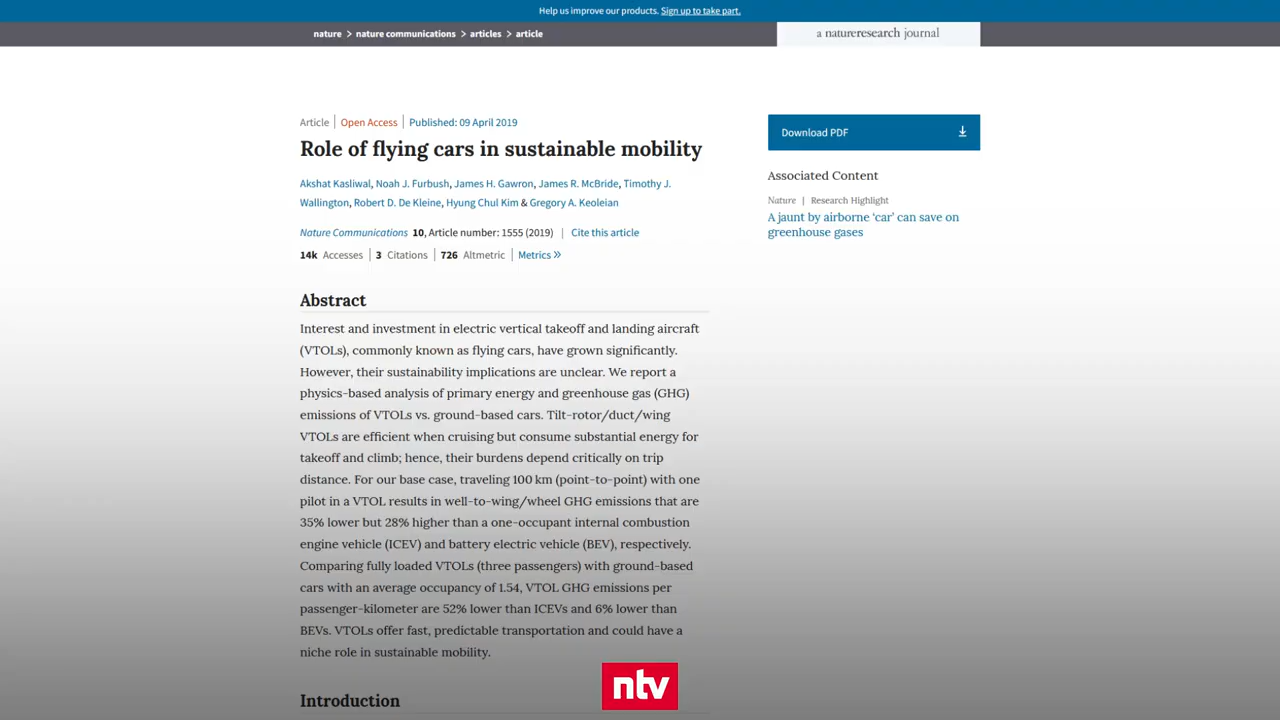 Help us improve our products. Sign up to take part.
nature > nature communications > articles > article
a natureresearch journal
Article | Open Access | Published: 09 April 2019
Role of flying cars in sustainable mobility
Akshat Kasliwal, Noah J. Furbush, James H. Gawron, James R. McBride, Timothy J.
Wallington, Robert D. De Kleine, Hyung Chul Kim & Gregory A. Keoleian
Nature Communications 10, Article number: 1555 (2019) | Cite this article
14k Accesses | 3 Citations | 726 Altmetric | Metrics »
Abstract
Interest and investment in electric vertical takeoff and landing aircraft
(VTOLs), commonly known as flying cars, have grown significantly.
However, their sustainability implications are unclear. We report a
physics-based analysis of primary energy and greenhouse gas (GHG)
emissions of VTOLs vs. ground-based cars. Tilt-rotor/duct/wing
VTOLs are efficient when cruising but consume substantial energy for
takeoff and climb; hence, their burdens depend critically on trip
distance. For our base case, traveling 100 km (point-to-point) with one
pilot in a VTOL results in well-to-wing/wheel GHG emissions that are
35% lower but 28% higher than a one-occupant internal combustion
engine vehicle (ICEV) and battery electric vehicle (BEV), respectively.
Comparing fully loaded VTOLs (three passengers) with ground-based
cars with an average occupancy of 1.54, VTOL GHG emissions per
passenger-kilometer are 52% lower than ICEVs and 6% lower than
BEVs. VTOLs offer fast, predictable transportation and could have a
niche role in sustainable mobility.
Introduction
Download PDF
Associated Content
Nature | Research Highlight
A jaunt by airborne ‘car’ can save on
greenhouse gases
ntv